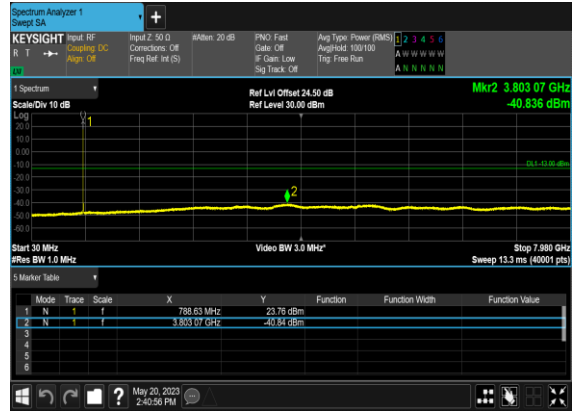 Spectrum Analyzer 1
Swept SA
+
KEYSIGHT Input: RF Input Z: 50 Ω #Atten: 20 dB PNO: Fast Avg Type: Power (RMS) 1 2 3 4 5 6
R T Coupling: DC Corrections: Off Gate: Off Avg|Hold: 100/100 A W W W W W
Align: Off Freq Ref: Int (S) IF Gain: Low Trig: Free Run
Sig Track: Off A N N N N N
1 Spectrum Ref Lvl Offset 24.50 dB Mkr2 3.803 07 GHz
Scale/Div 10 dB Ref Level 30.00 dBm -40.836 dBm
Log
1
20.0
10.0
0.00
-10.0
DL1 -13.00 dBm
-20.0
-30.0
2
-40.0
-50.0
-60.0
Start 30 MHz Video BW 3.0 MHz* Stop 7.980 GHz
#Res BW 1.0 MHz Sweep 13.3 ms (40001 pts)
5 Marker Table
Mode Trace Scale X Y Function Function Width Function Value
1 N 1 f 788.63 MHz 23.76 dBm
2 N 1 f 3.803 07 GHz -40.84 dBm
3
4
5
6
? May 20, 2023
2:40:56 PM